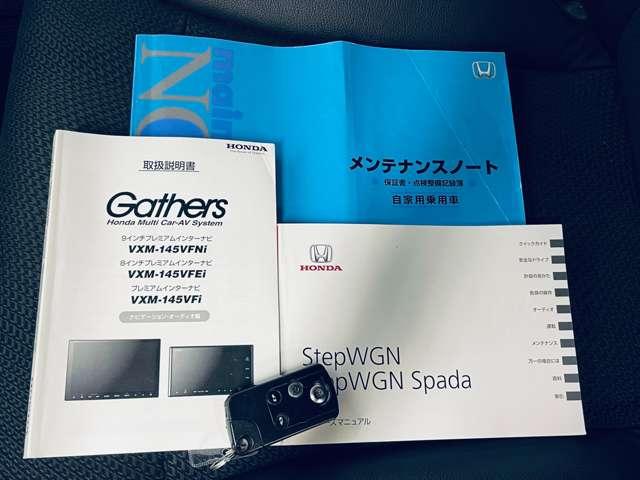 main
NO
メンテナンスノート
保証書・点検整備記録簿
自家用乗用車
HONDA
取扱説明書
Gathers
Honda Multi Car-AV System
9インチプレミアムインターナビ
VXM-145VFNi
8インチプレミアムインターナビ
VXM-145VFEi
プレミアムインターナビ
VXM-145VFi
ナビゲーション・オーディオ編
HONDA
StepWGN
StepWGN Spada
ーズマニュアル
クイックガイド
安全なドライブ
計器の見かた
各部の操作
オーディオ
運転
メンテナンス
万一の場合には
資料
索引